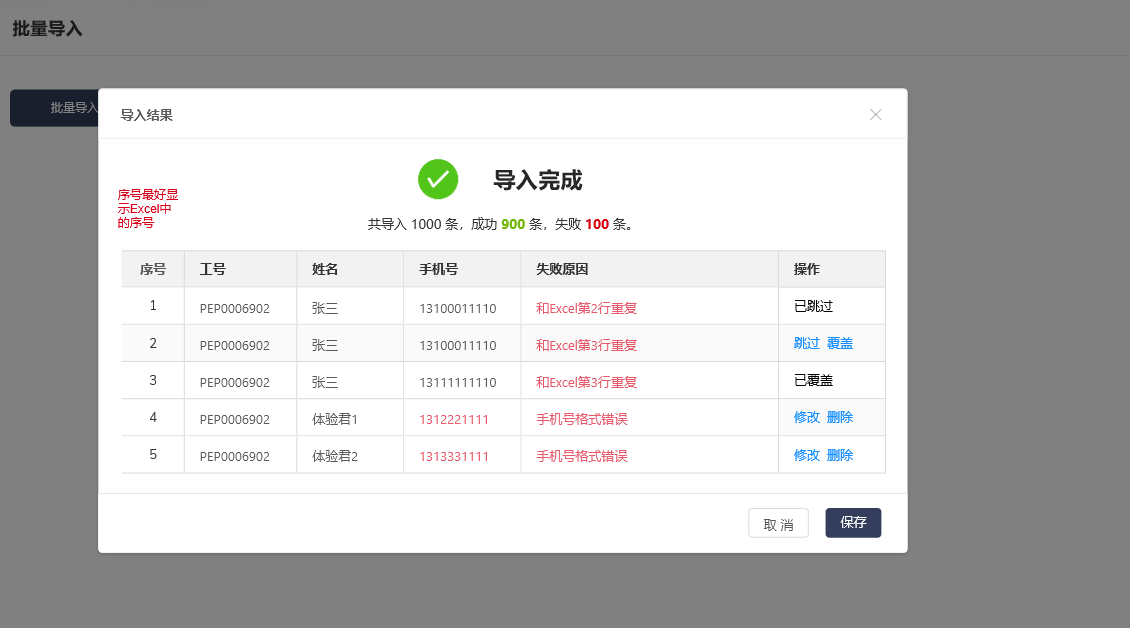 批量导入
批量导入
导入结果
导入完成
序号最好显
示Excel中
的序号
共导入 1000 条，成功 900 条，失败 100 条。
序号 工号 姓名 手机号 失败原因 操作
1 PEP0006902 张三 13100011110 和Excel第2行重复 已跳过
2 PEP0006902 张三 13100011110 和Excel第3行重复 跳过 覆盖
3 PEP0006902 张三 13111111110 和Excel第3行重复 已覆盖
4 PEP0006902 体验君1 1312221111 手机号格式错误 修改 删除
5 PEP0006902 体验君2 1313331111 手机号格式错误 修改 删除
取 消 保存